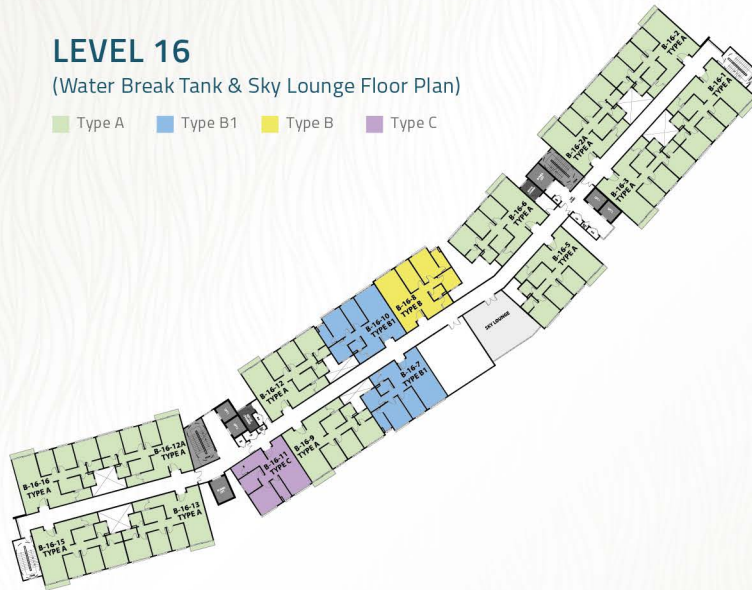 LEVEL 16
(Water Break Tank & Sky Lounge Floor Plan)
Type A
Type B1
Type B
Type C
B-16-2
TYPE A
B-16-1
TYPE A
B-16-2A
TYPE A
B-16-3
TYPE A
B-16-6
TYPE A
B-16-5
TYPE A
B-16-8
TYPE B
SKY LOUNGE
B-16-10
TYPE B1
B-16-7
TYPE B1
B-16-12
TYPE A
B-16-9
TYPE A
B-16-11
TYPE C
B-16-12A
TYPE A
B-16-16
TYPE A
B-16-13
TYPE A
B-16-15
TYPE A